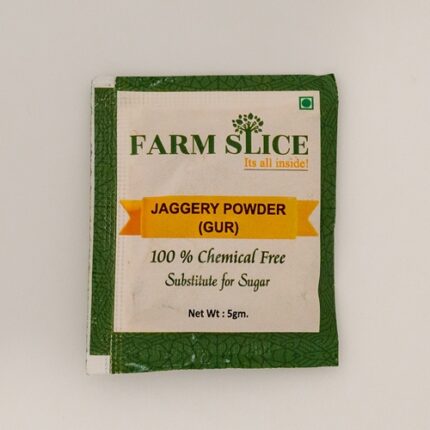 FARM SLICE
Its all inside!
JAGGERY POWDER
(GUR)
100 % Chemical Free
Substitute for Sugar
Net Wt : 5gm.